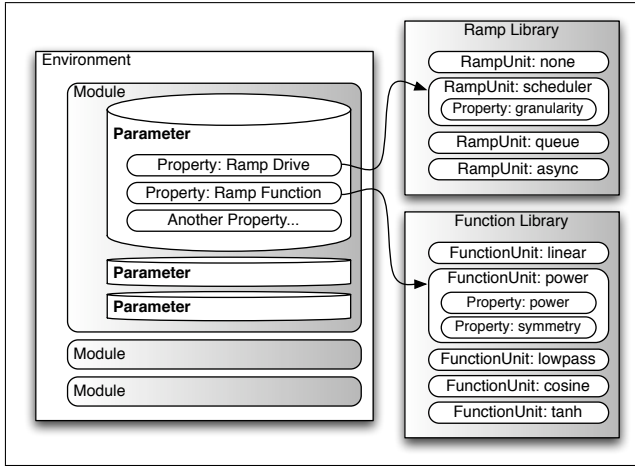 Environment
Module
Parameter
Property: Ramp Drive
Property: Ramp Function
Another Property...
Parameter
Parameter
Module
Module
Ramp Library
RampUnit: none
RampUnit: scheduler
Property: granularity
RampUnit: queue
RampUnit: async
Function Library
FunctionUnit: linear
FunctionUnit: power
Property: power
Property: symmetry
FunctionUnit: lowpass
FunctionUnit: cosine
FunctionUnit: tanh